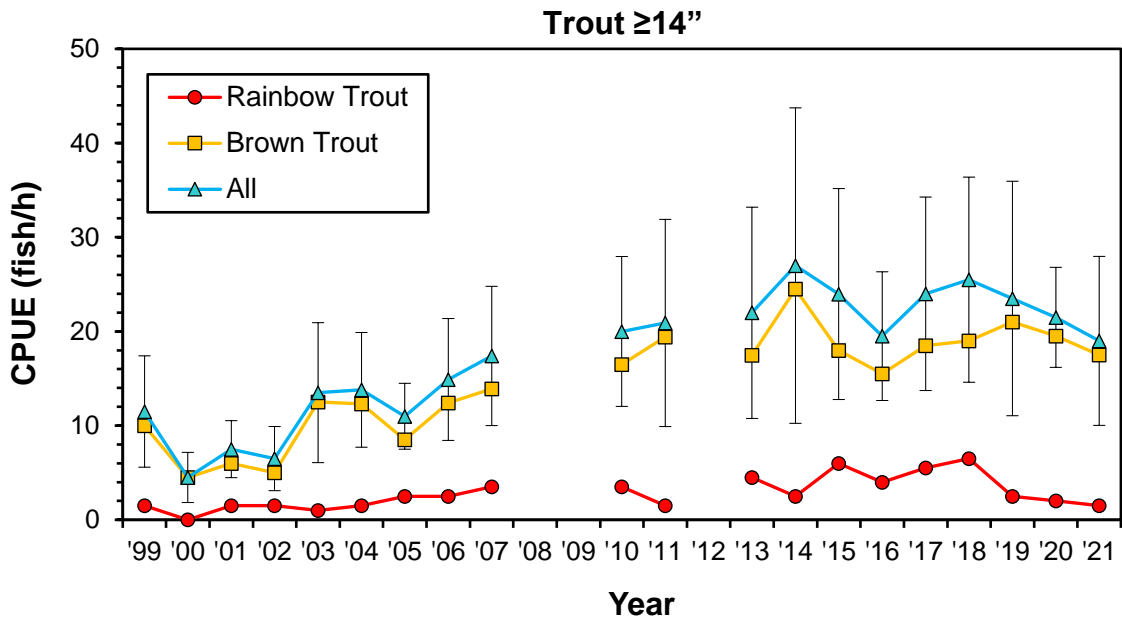 Trout ≥14”
50
40
30
20
10
0
CPUE (fish/h)
Rainbow Trout
Brown Trout
All
'99 '00 '01 '02 '03 '04 '05 '06 '07 '08 '09 '10 '11 '12 '13 '14 '15 '16 '17 '18 '19 '20 '21
Year